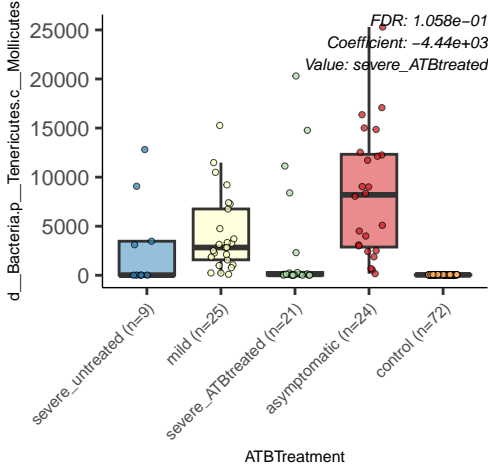 FDR: 1.058e−01
Coefficient: −4.44e+03
Value: severe_ATBtreated
d__Bacteria.p__Tenericutes.c__Mollicutes
25000
20000
15000
10000
5000
0
severe_untreated (n=9)
mild (n=25)
severe_ATBtreated (n=21)
asymptomatic (n=24)
control (n=72)
ATBTreatment